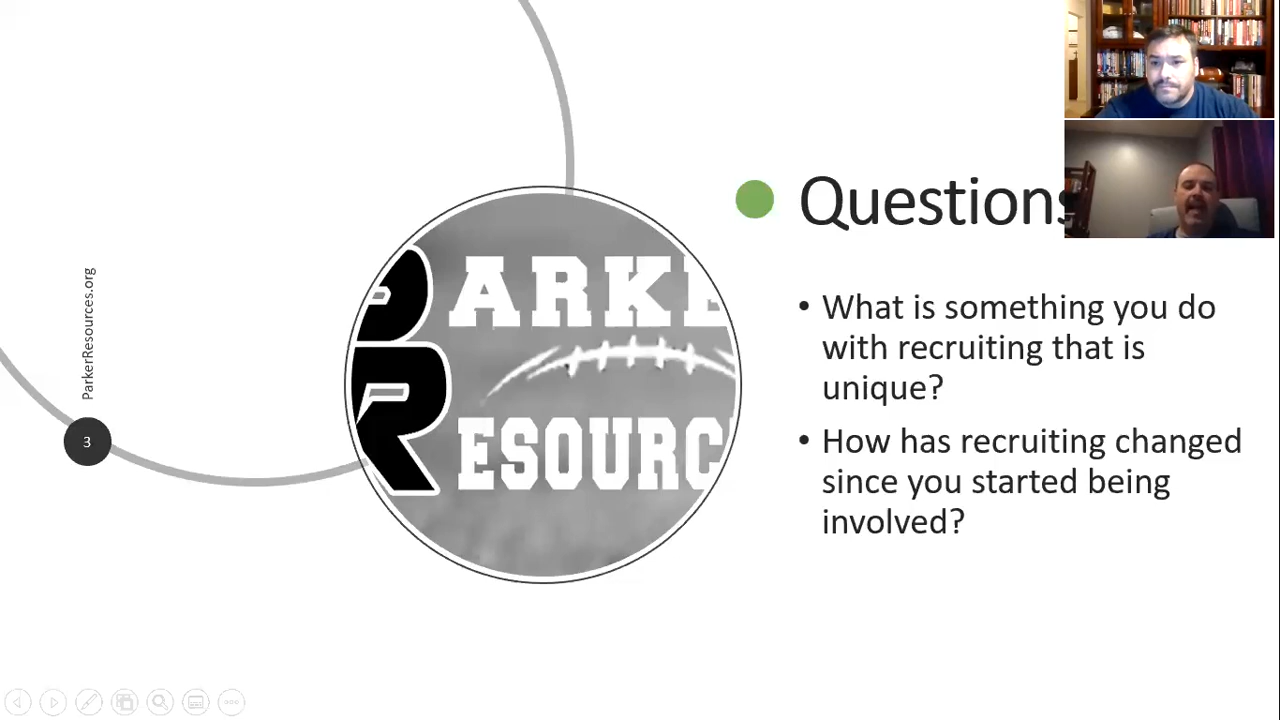 Questions
• What is something you do
with recruiting that is
unique?
• How has recruiting changed
since you started being
involved?
ARKE
R
ESOURC
ParkerResources.org
3